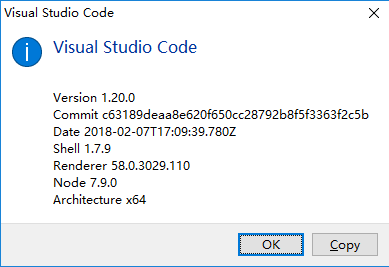 Visual Studio Code
Visual Studio Code
Version 1.20.0
Commit c63189deaa8e620f650cc28792b8f5f3363f2c5b
Date 2018-02-07T17:09:39.780Z
Shell 1.7.9
Renderer 58.0.3029.110
Node 7.9.0
Architecture x64
OK
Copy